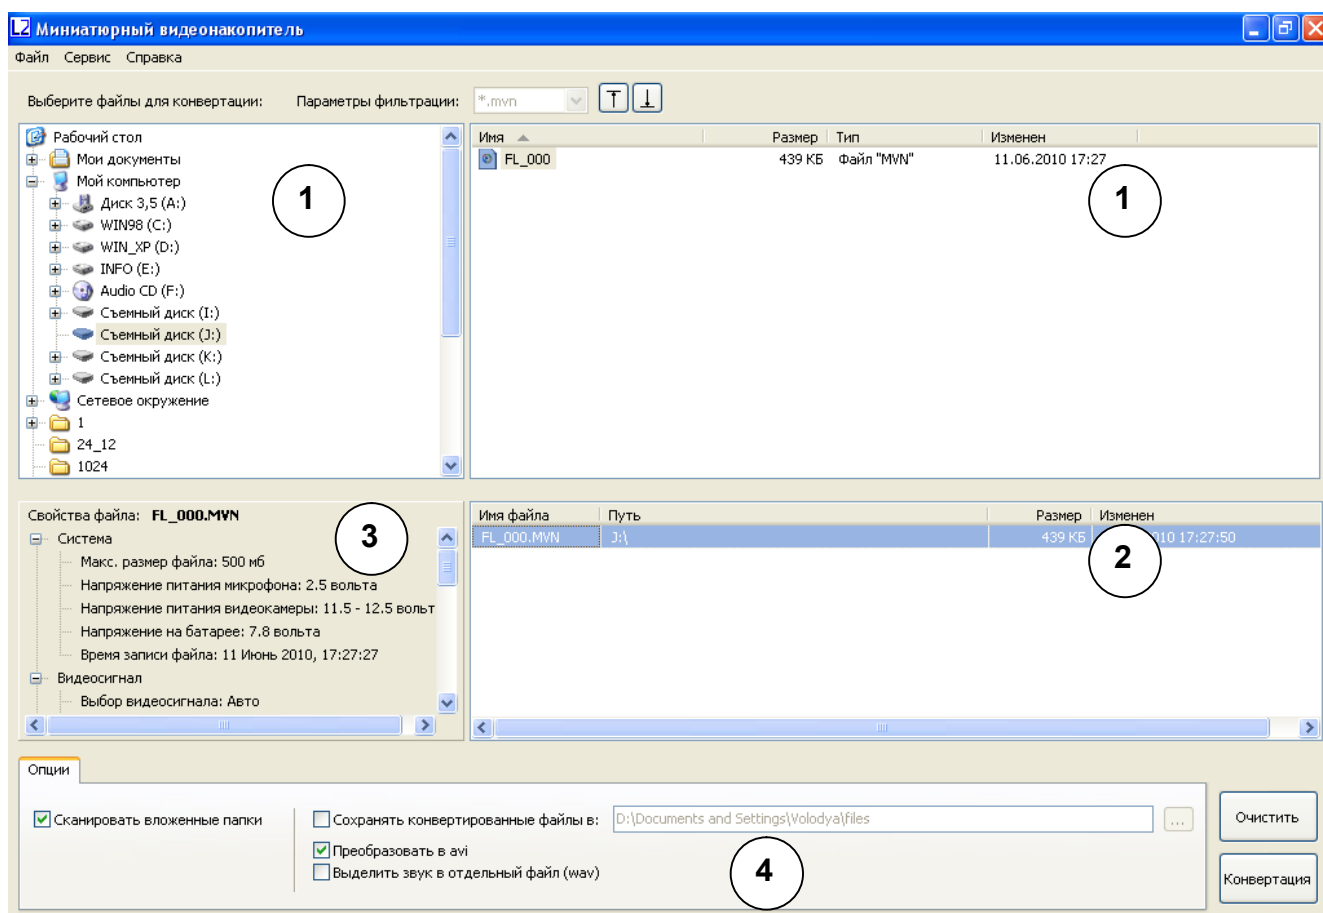 L2 Миниатюрный видеонакопитель
Файл Сервис Справка
Выберите файлы для конвертации: Параметры фильтрации: *.mvn
Рабочий стол
Мои документы
Мой компьютер
Диск 3,5 (A:)
WIN98 (C:)
WIN_XP (D:)
INFO (E:)
Audio CD (F:)
Съемный диск (I:)
Съемный диск (J:)
Съемный диск (K:)
Съемный диск (L:)
Сетевое окружение
1
24_12
1024
1
Имя Размер Тип Изменен
FL_000 439 КБ Файл "MVN" 11.06.2010 17:27
1
Свойства файла: FL_000.MVN
Система
Макс. размер файла: 500 мб
Напряжение питания микрофона: 2.5 вольта
Напряжение питания видеокамеры: 11.5 - 12.5 вольт
Напряжение на батарее: 7.8 вольта
Время записи файла: 11 Июнь 2010, 17:27:27
Видеосигнал
Выбор видеосигнала: Авто
3
Имя файла Путь Размер Изменен
FL_000.MVN J:\ 439 КБ 17:27:50
2
Опции
Сканировать вложенные папки
Сохранять конвертированные файлы в: D:\Documents and Settings\Volodya\files ...
Преобразовать в avi
Выделить звук в отдельный файл (wav)
4
Очистить
Конвертация